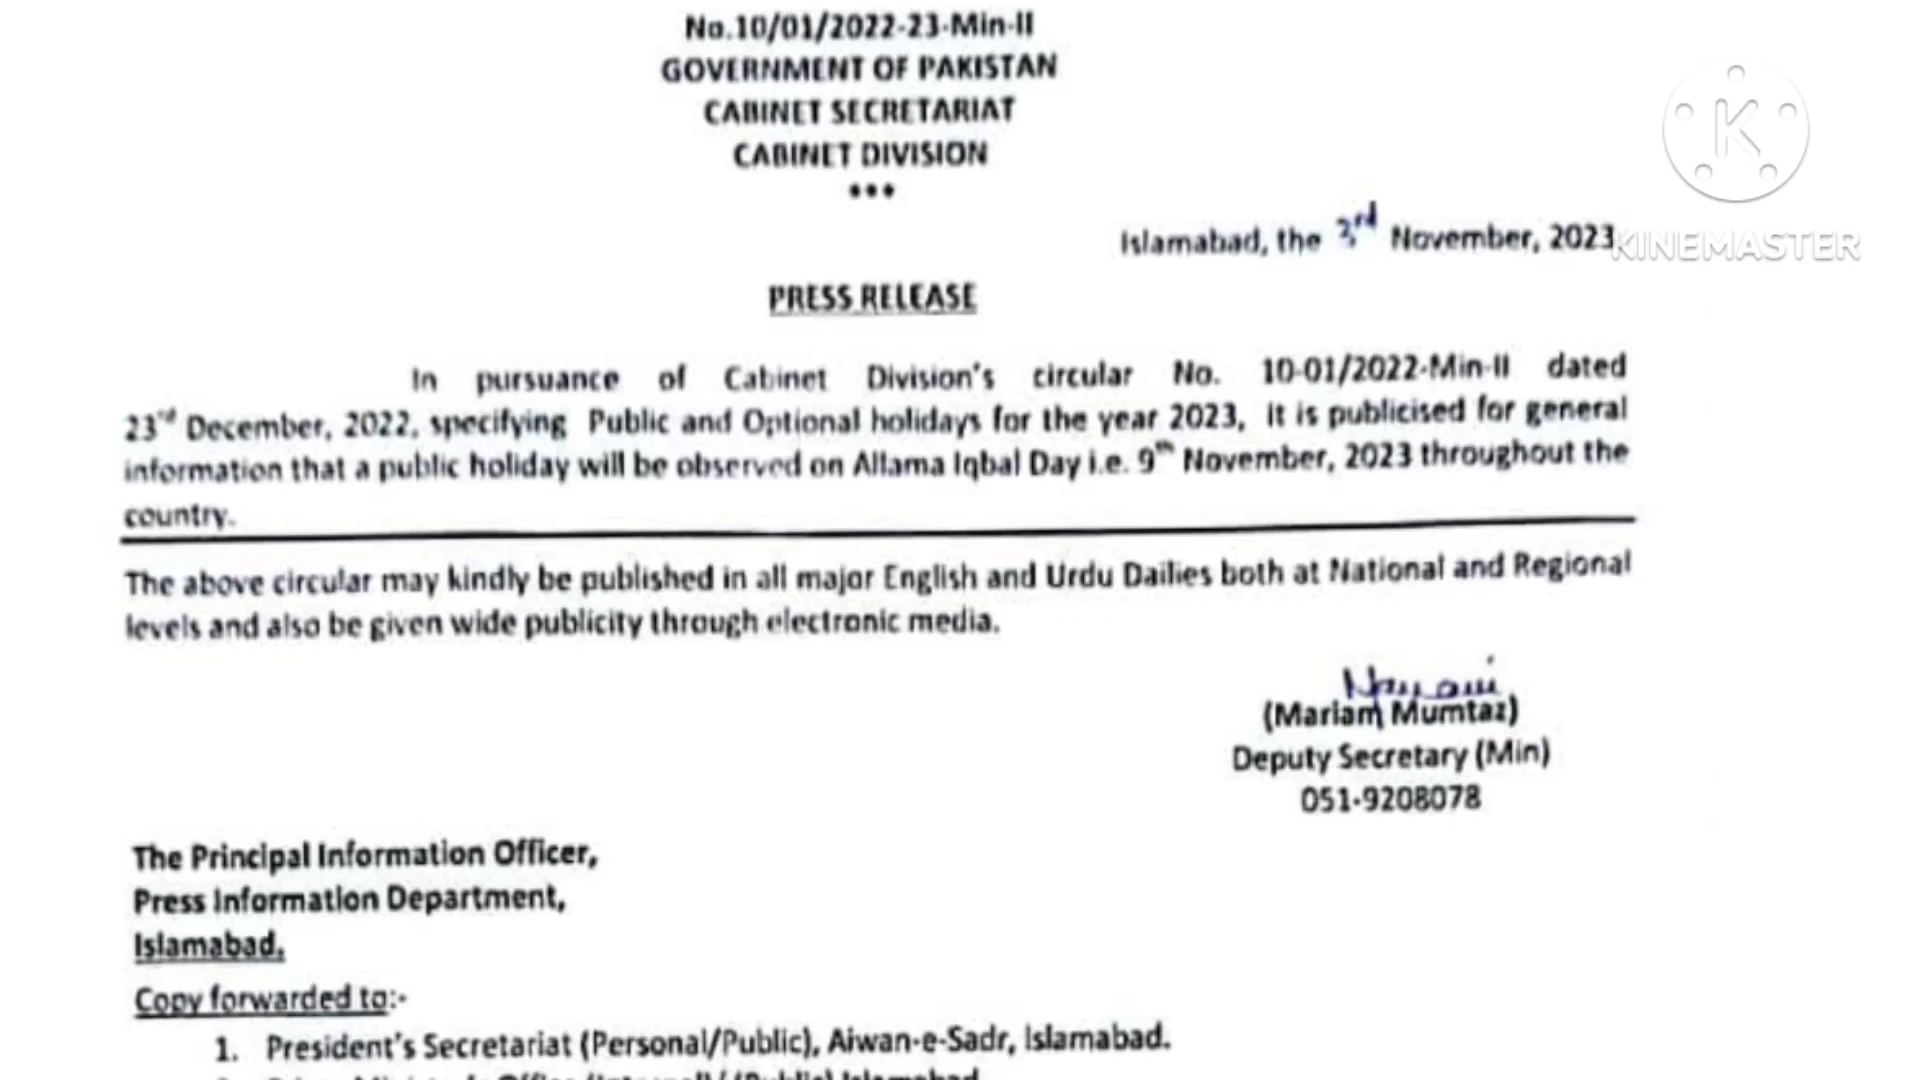 No.10/01/2022-23-Min-II
GOVERNMENT OF PAKISTAN
CABINET SECRETARIAT
CABINET DIVISION
•••
Islamabad, the 3rd November, 2023
K
KINEMASTER
PRESS RELEASE
In pursuance of Cabinet Division's circular No. 10-01/2022-Min-II dated
23rd December, 2022, specifying Public and Optional holidays for the year 2023, it is publicised for general
information that a public holiday will be observed on Allama Iqbal Day i.e. 9th November, 2023 throughout the
country.
The above circular may kindly be published in all major English and Urdu Dailies both at National and Regional
levels and also be given wide publicity through electronic media.
(Mariam Mumtaz)
Deputy Secretary (Min)
051-9208078
The Principal Information Officer,
Press Information Department,
Islamabad.
Copy forwarded to:-
1. President's Secretariat (Personal/Public), Aiwan-e-Sadr, Islamabad.
Islamabad